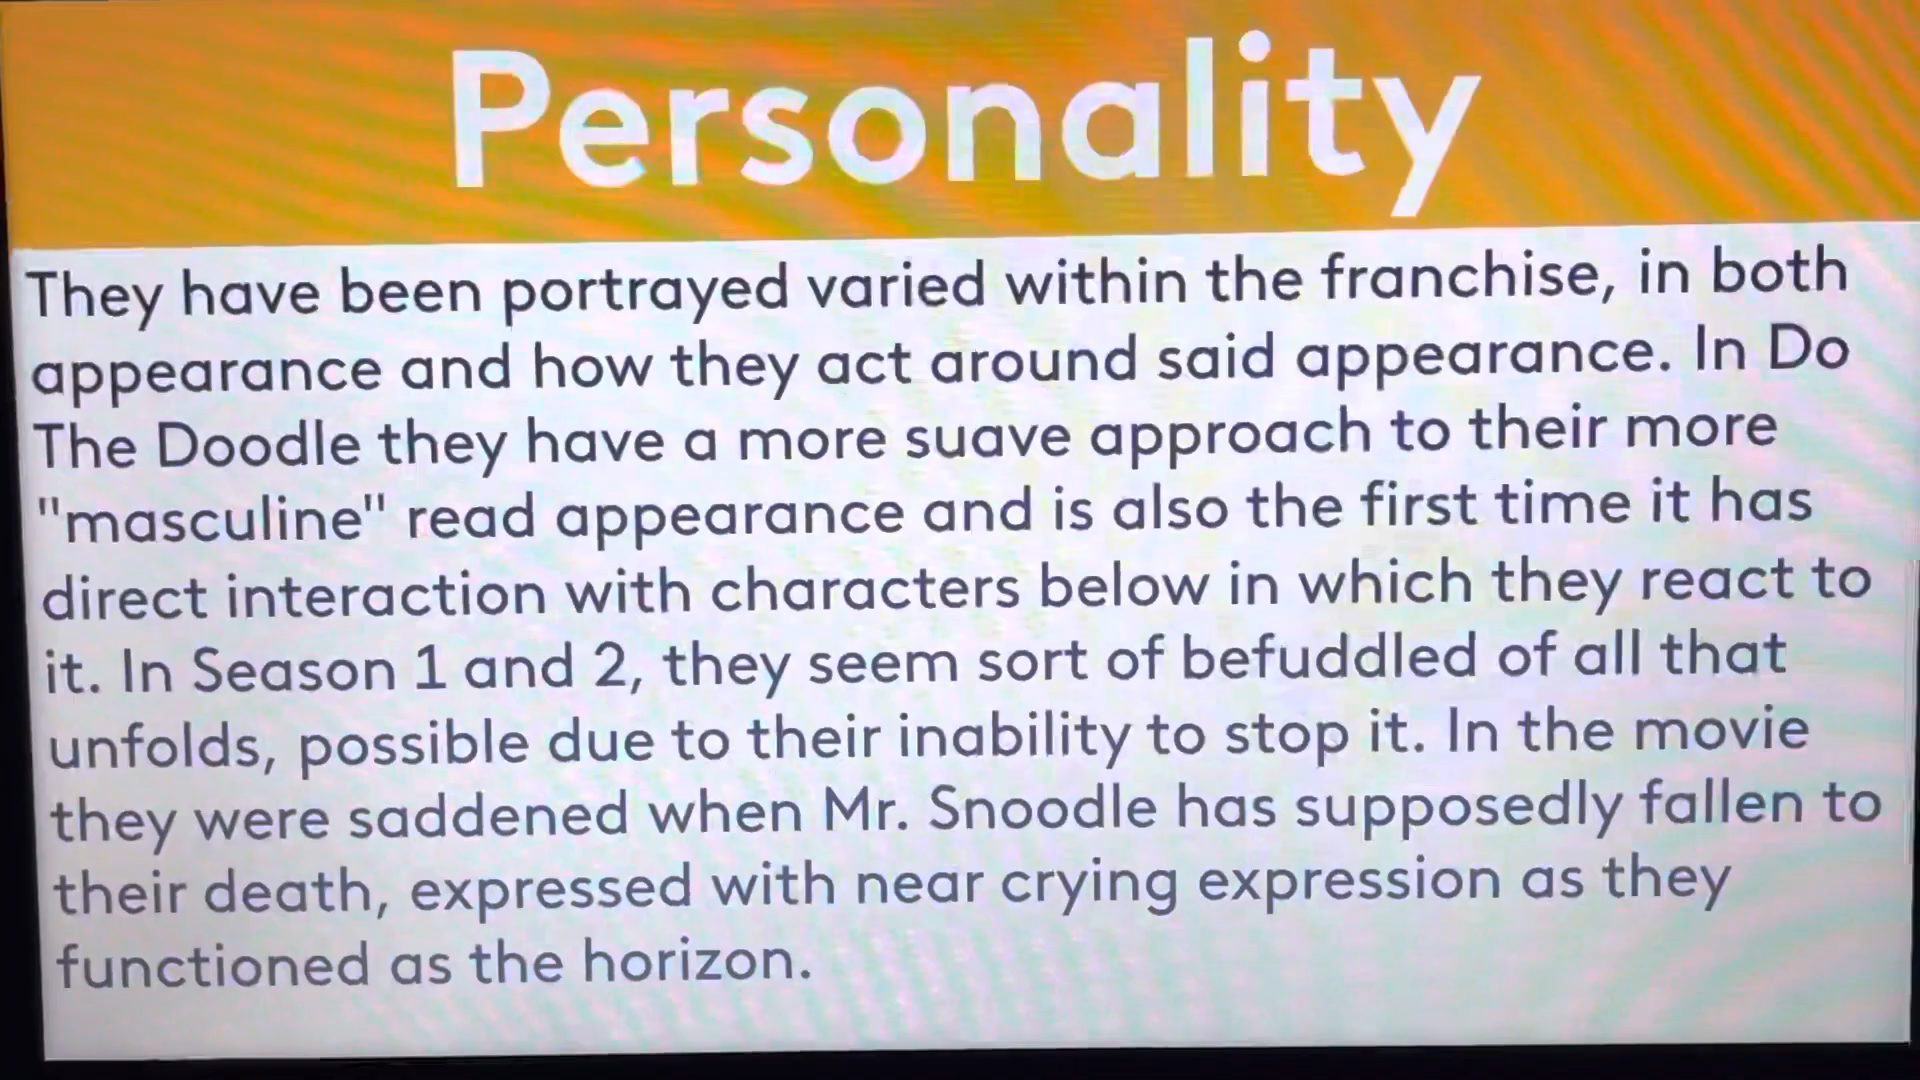 Personality
They have been portrayed varied within the franchise, in both
appearance and how they act around said appearance. In Do
The Doodle they have a more suave approach to their more
"masculine" read appearance and is also the first time it has
direct interaction with characters below in which they react to
it. In Season 1 and 2, they seem sort of befuddled of all that
unfolds, possible due to their inability to stop it. In the movie
they were saddened when Mr. Snoodle has supposedly fallen to
their death, expressed with near crying expression as they
functioned as the horizon.